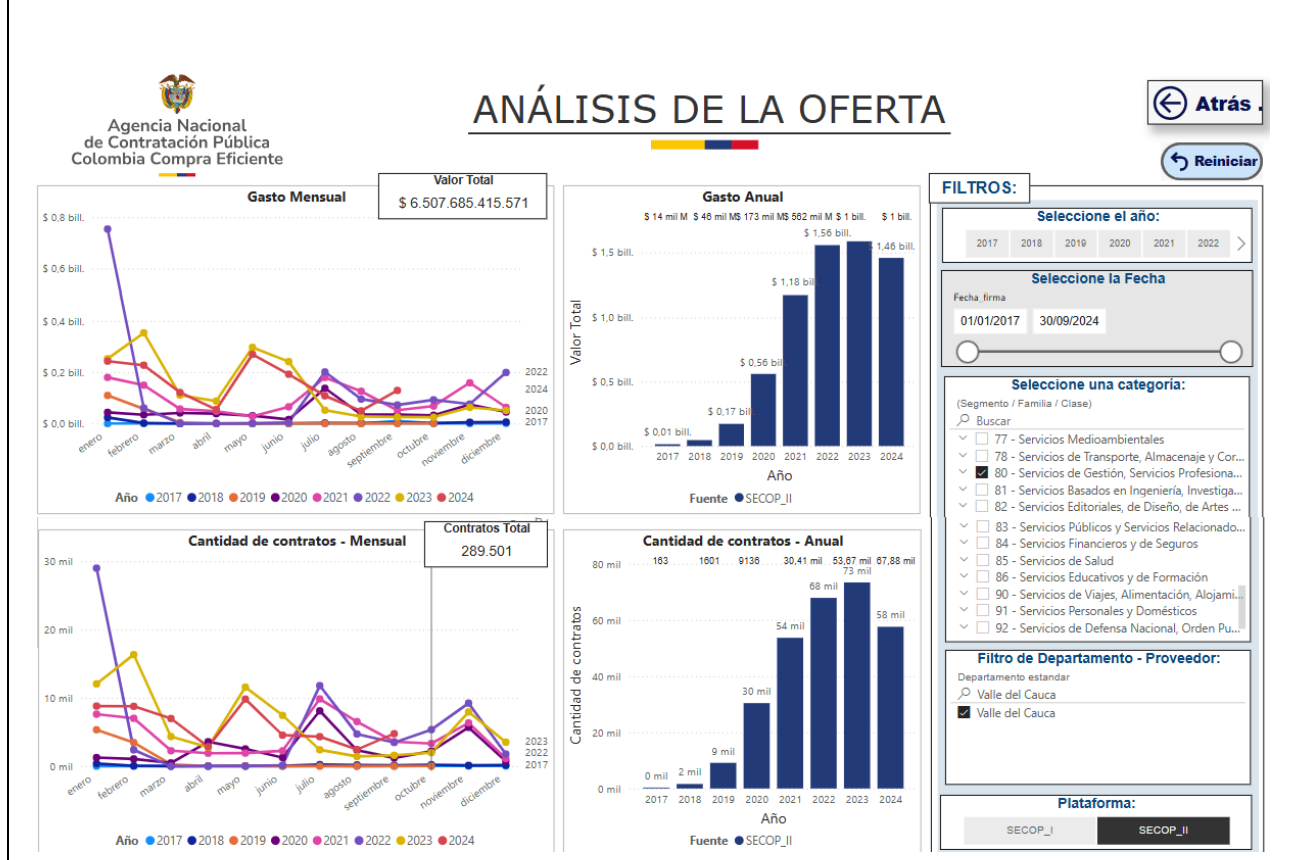 Agencia Nacional
de Contratación Pública
Colombia Compra Eficiente
ANÁLISIS DE LA OFERTA
Atrás .
Reiniciar
Gasto Mensual
Valor Total
$ 6.507.685.415.571
$ 0,8 bill.
$ 0,6 bill.
$ 0,4 bill.
$ 0,2 bill.
$ 0,0 bill.
2022
2024
2020
2017
enero febrero marzo abril mayo junio julio agosto septiembre octubre noviembre diciembre
Año 2017 2018 2019 2020 2021 2022 2023 2024
Gasto Anual
$ 14 mil M $ 46 mil M $ 173 mil M $ 562 mil M $ 1 bill. $ 1 bill.
Valor Total
$ 1,5 bill.
$ 1,0 bill.
$ 0,5 bill.
$ 0,0 bill.
$ 0,01 bill.
$ 0,17 bil
$ 0,56 bil
$ 1,18 bil
$ 1,56 bill.
1,46 bill.
2017 2018 2019 2020 2021 2022 2023 2024
Año
Fuente SECOP_II
Cantidad de contratos - Mensual
Contratos Total
289.501
30 mil
20 mil
10 mil
0 mil
2023
2022
2017
enero febrero marzo abril mayo junio julio agosto septiembre octubre noviembre diciembre
Año 2017 2018 2019 2020 2021 2022 2023 2024
Cantidad de contratos - Anual
163 1601 9136 30,41 mil 53,67 mil 67,88 mil
Cantidad de contratos
80 mil
60 mil
40 mil
20 mil
0 mil
0 mil
2 mil
9 mil
30 mil
54 mil
68 mil
73 mil
58 mil
2017 2018 2019 2020 2021 2022 2023 2024
Año
Fuente SECOP_II
FILTROS:
Seleccione el año:
2017 2018 2019 2020 2021 2022
Seleccione la Fecha
Fecha_firma
01/01/2017 30/09/2024
Seleccione una categoría:
(Segmento / Familia / Clase)
Buscar
77 - Servicios Medioambientales
78 - Servicios de Transporte, Almacenaje y Cor...
80 - Servicios de Gestión, Servicios Profesiona...
81 - Servicios Basados en Ingeniería, Investiga...
82 - Servicios Editoriales, de Diseño, de Artes ...
83 - Servicios Públicos y Servicios Relacionado...
84 - Servicios Financieros y de Seguros
85 - Servicios de Salud
86 - Servicios Educativos y de Formación
90 - Servicios de Viajes, Alimentación, Alojami...
91 - Servicios Personales y Domésticos
92 - Servicios de Defensa Nacional, Orden Pu...
Filtro de Departamento - Proveedor:
Departamento estandar
Valle del Cauca
Valle del Cauca
Plataforma:
SECOP_I SECOP_II